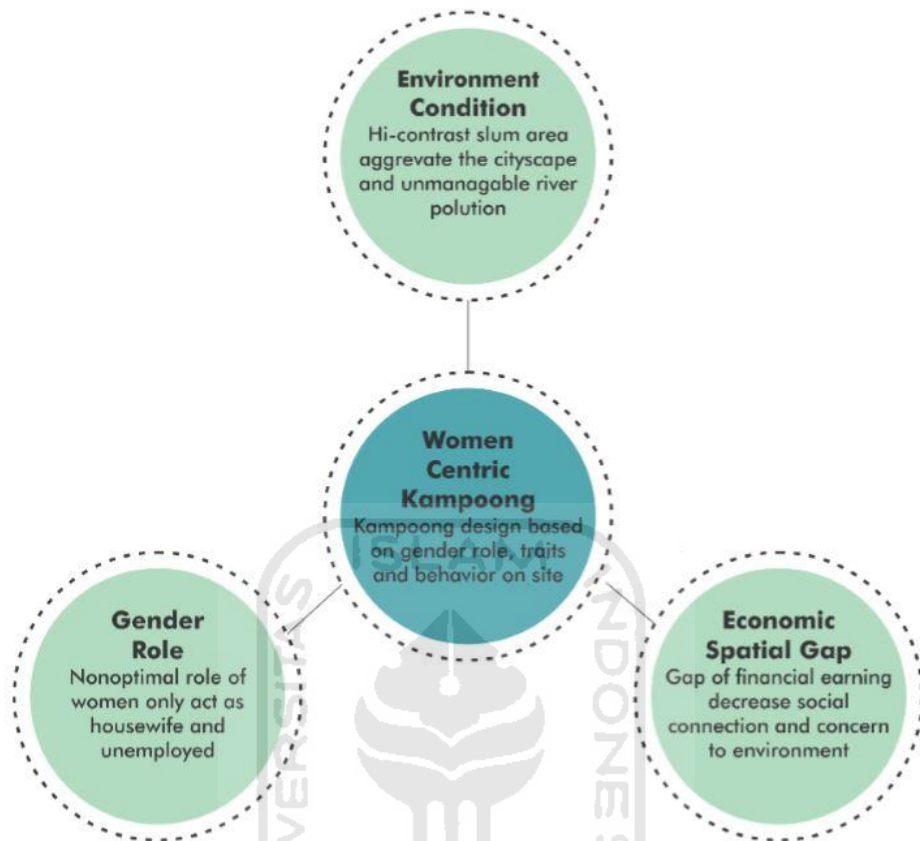 Environment
Condition
Hi-contrast slum area
aggrevate the cityscape
and unmanagable river
polution
Women
Centric
Kampoong
Kampoong design based
on gender role, traits
and behavior on site
Gender
Role
Nonoptimal role of
women only act as
housewife and
unemployed
Economic
Spatial Gap
Gap of financial earning
decrease social
connection and concern
to environment
ISLAM